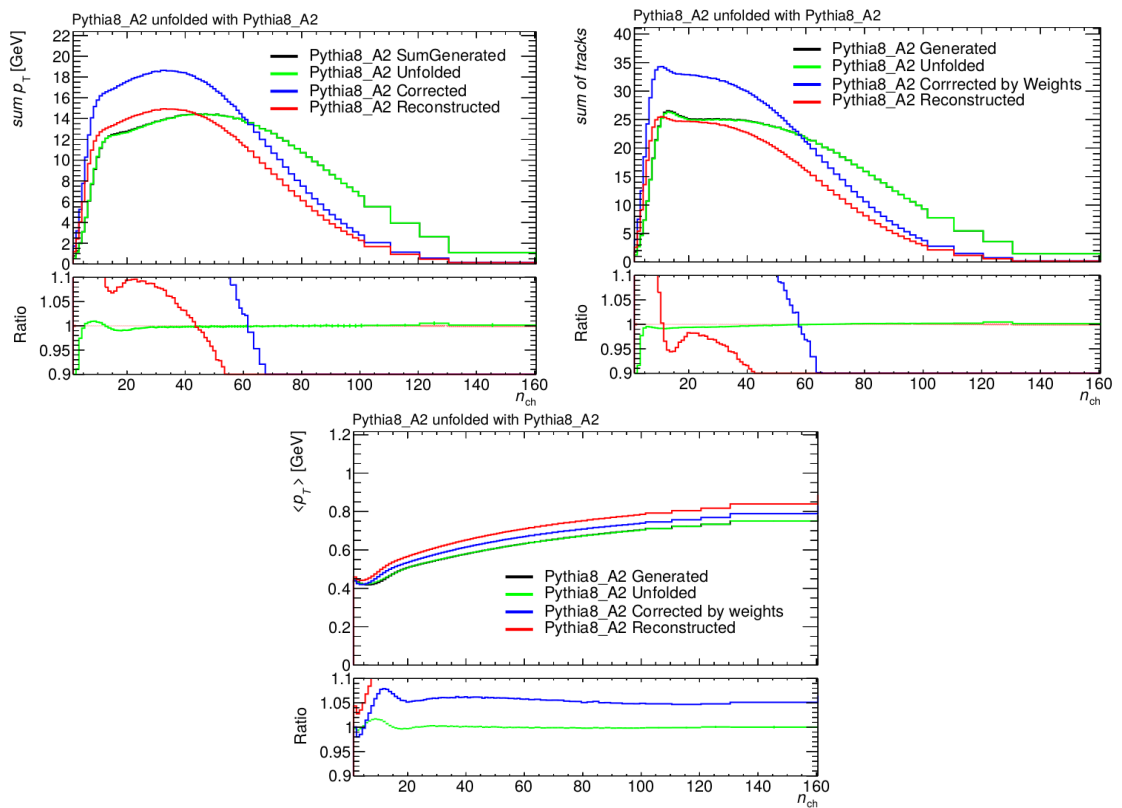 Pythia8_A2 unfolded with Pythia8_A2
sum p_T [GeV]
22
20
18
16
14
12
10
8
6
4
2
0
Pythia8_A2 SumGenerated
Pythia8_A2 Unfolded
Pythia8_A2 Corrected
Pythia8_A2 Reconstructed
Ratio
1.1
1.05
1
0.95
0.9
20 40 60 80 100 120 140 160
n_ch
Pythia8_A2 unfolded with Pythia8_A2
sum of tracks
40
35
30
25
20
15
10
5
0
Pythia8_A2 Generated
Pythia8_A2 Unfolded
Pythia8_A2 Corrrected by Weights
Pythia8_A2 Reconstructed
Ratio
1.1
1.05
1
0.95
0.9
20 40 60 80 100 120 140 160
n_ch
Pythia8_A2 unfolded with Pythia8_A2
<p_T> [GeV]
1.2
1
0.8
0.6
0.4
0.2
0
Pythia8_A2 Generated
Pythia8_A2 Unfolded
Pythia8_A2 Corrected by weights
Pythia8_A2 Reconstructed
Ratio
1.1
1.05
1
0.95
0.9
20 40 60 80 100 120 140 160
n_ch